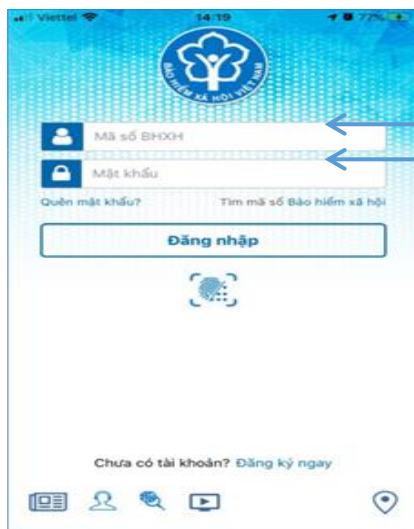 Viettel 14:19 77%
BẢO HIỂM XÃ HỘI VIỆT NAM
Mã số BHXH
Mật khẩu
Quên mật khẩu? Tìm mã số Bảo hiểm xã hội
Đăng nhập
Chưa có tài khoản? Đăng ký ngay